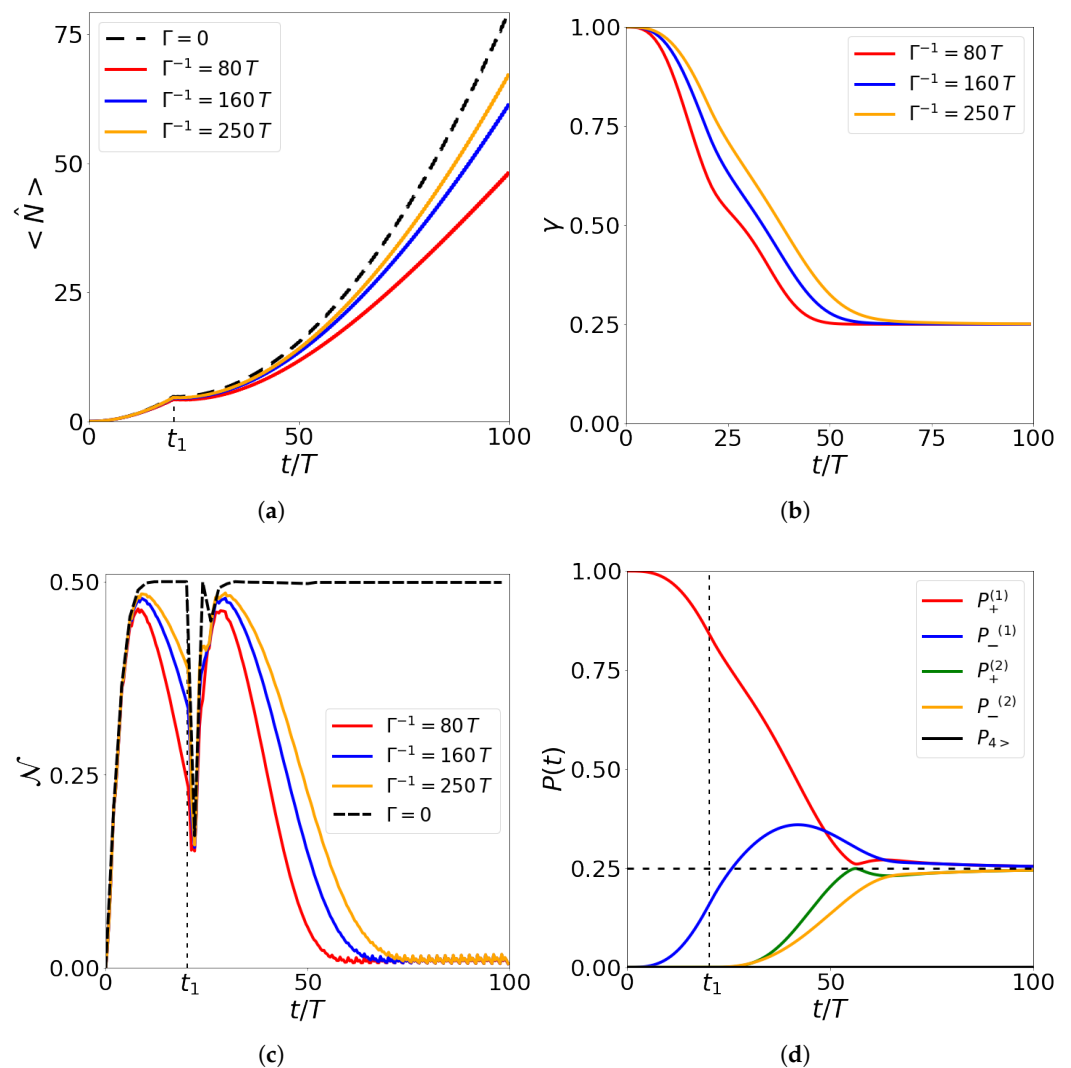 75
50
25
0
< N̂ >
Γ = 0
Γ⁻¹ = 80 T
Γ⁻¹ = 160 T
Γ⁻¹ = 250 T
0 t₁ 50 100
t/T
(a)
1.00
0.75
0.50
0.25
0.00
γ
Γ⁻¹ = 80 T
Γ⁻¹ = 160 T
Γ⁻¹ = 250 T
0 25 50 75 100
t/T
(b)
0.50
0.25
0.00
𝒩
Γ⁻¹ = 80 T
Γ⁻¹ = 160 T
Γ⁻¹ = 250 T
Γ = 0
0 t₁ 50 100
t/T
(c)
1.00
0.75
0.50
0.25
0.00
P(t)
P₊⁽¹⁾
P₋⁽¹⁾
P₊⁽²⁾
P₋⁽²⁾
P₄>
0 t₁ 50 100
t/T
(d)